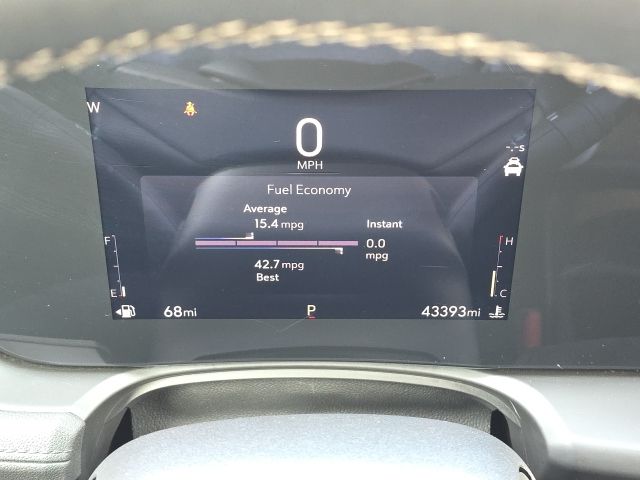 W
0
MPH
-.-s
Fuel Economy
Average
15.4 mpg
Instant
0.0
mpg
42.7 mpg
Best
F
E
H
C
68mi
P
43393mi